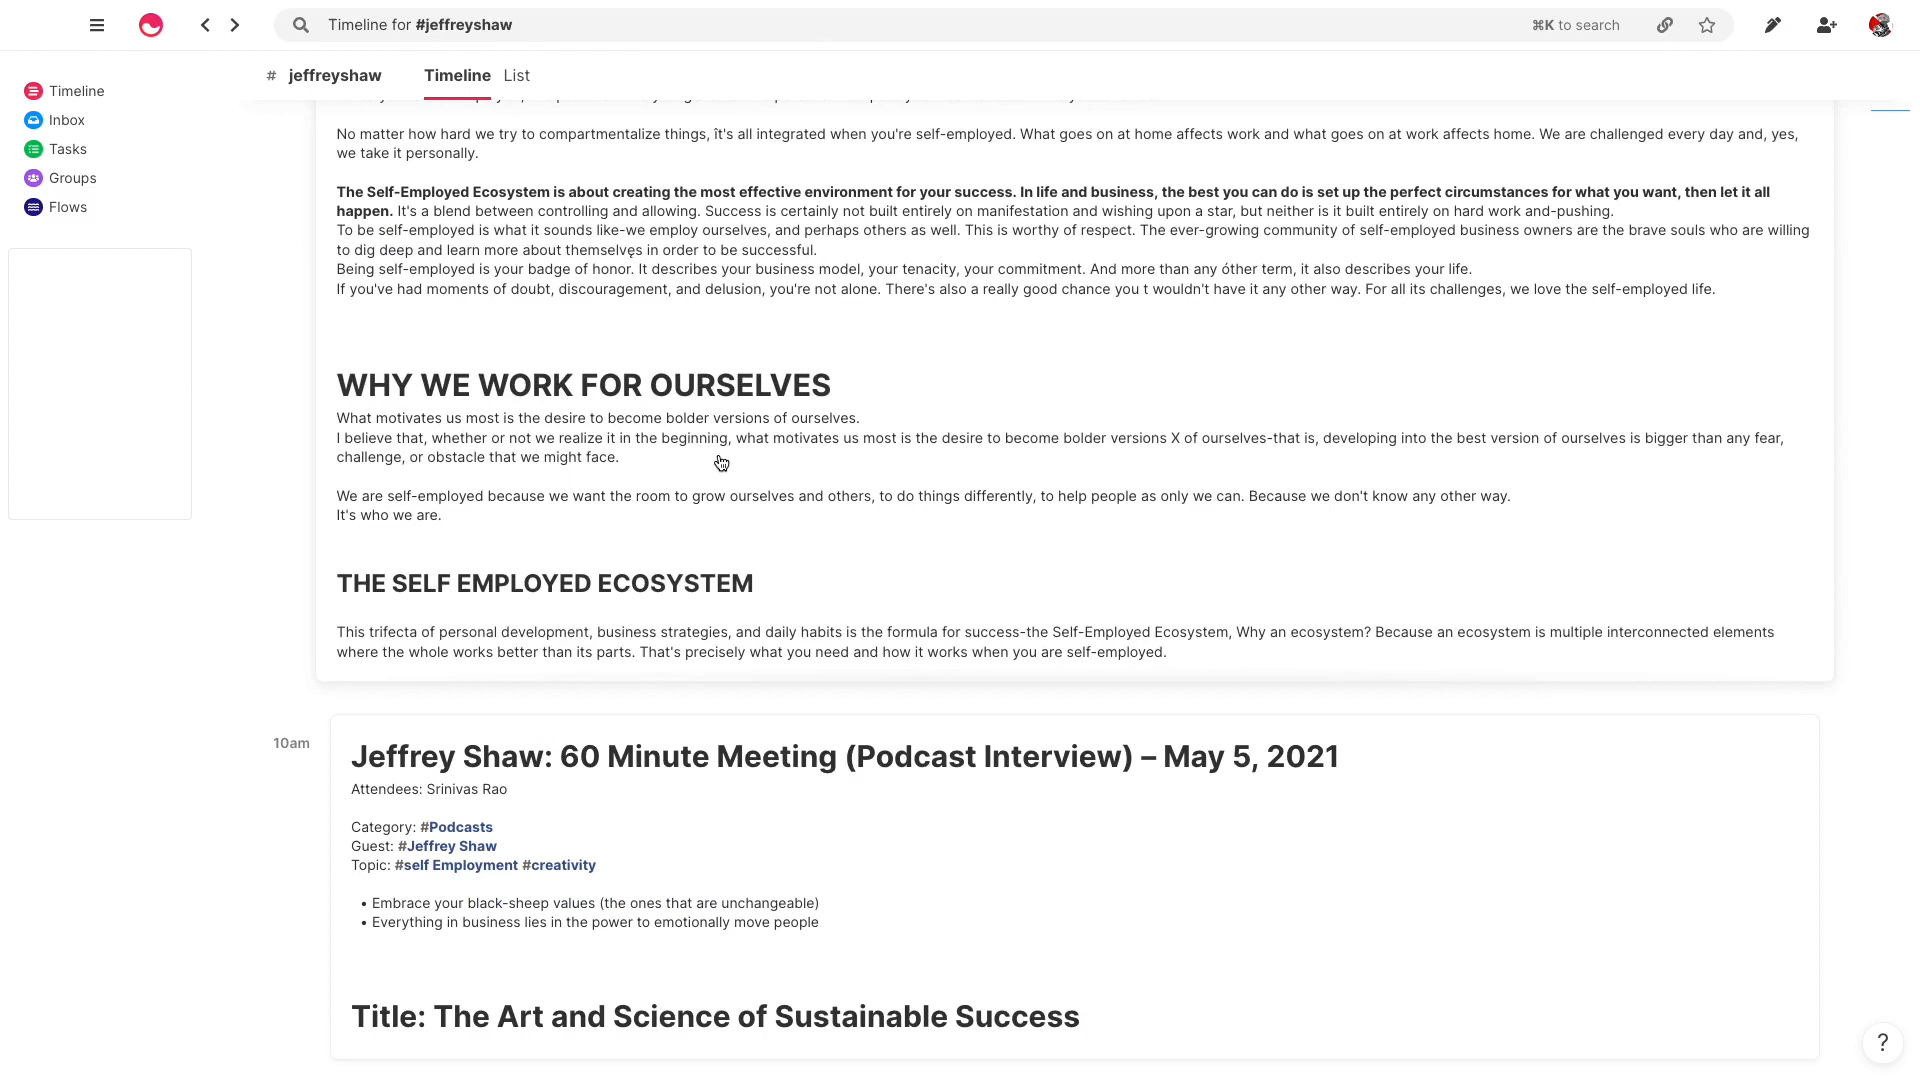 Timeline for #jeffreyshaw
⌘K to search
# jeffreyshaw
Timeline
List
Timeline
Inbox
Tasks
Groups
Flows
No matter how hard we try to compartmentalize things, ît's all integrated when you're self-employed. What goes on at home affects work and what goes on at work affects home. We are challenged every day and, yes,
we take it personally.
The Self-Employed Ecosystem is about creating the most effective environment for your success. In life and business, the best you can do is set up the perfect circumstances for what you want, then let it all
happen. It's a blend between controlling and allowing. Success is certainly not built entirely on manifestation and wishing upon a star, but neither is it built entirely on hard work and-pushing.
To be self-employed is what it sounds like-we employ ourselves, and perhaps others as well. This is worthy of respect. The ever-growing community of self-employed business owners are the brave souls who are willing
to dig deep and learn more about themselvęs in order to be successful.
Being self-employed is your badge of honor. It describes your business model, your tenacity, your commitment. And more than any óther term, it also describes your life.
If you've had moments of doubt, discouragement, and delusion, you're not alone. There's also a really good chance you t wouldn't have it any other way. For all its challenges, we love the self-employed life.
WHY WE WORK FOR OURSELVES
What motivates us most is the desire to become bolder versions of ourselves.
I believe that, whether or not we realize it in the beginning, what motivates us most is the desire to become bolder versions X of ourselves-that is, developing into the best version of ourselves is bigger than any fear,
challenge, or obstacle that we might face.
We are self-employed because we want the room to grow ourselves and others, to do things differently, to help people as only we can. Because we don't know any other way.
It's who we are.
THE SELF EMPLOYED ECOSYSTEM
This trifecta of personal development, business strategies, and daily habits is the formula for success-the Self-Employed Ecosystem, Why an ecosystem? Because an ecosystem is multiple interconnected elements
where the whole works better than its parts. That's precisely what you need and how it works when you are self-employed.
10am
Jeffrey Shaw: 60 Minute Meeting (Podcast Interview) – May 5, 2021
Attendees: Srinivas Rao
Category: #Podcasts
Guest: #Jeffrey Shaw
Topic: #self Employment #creativity
• Embrace your black-sheep values (the ones that are unchangeable)
• Everything in business lies in the power to emotionally move people
Title: The Art and Science of Sustainable Success
?